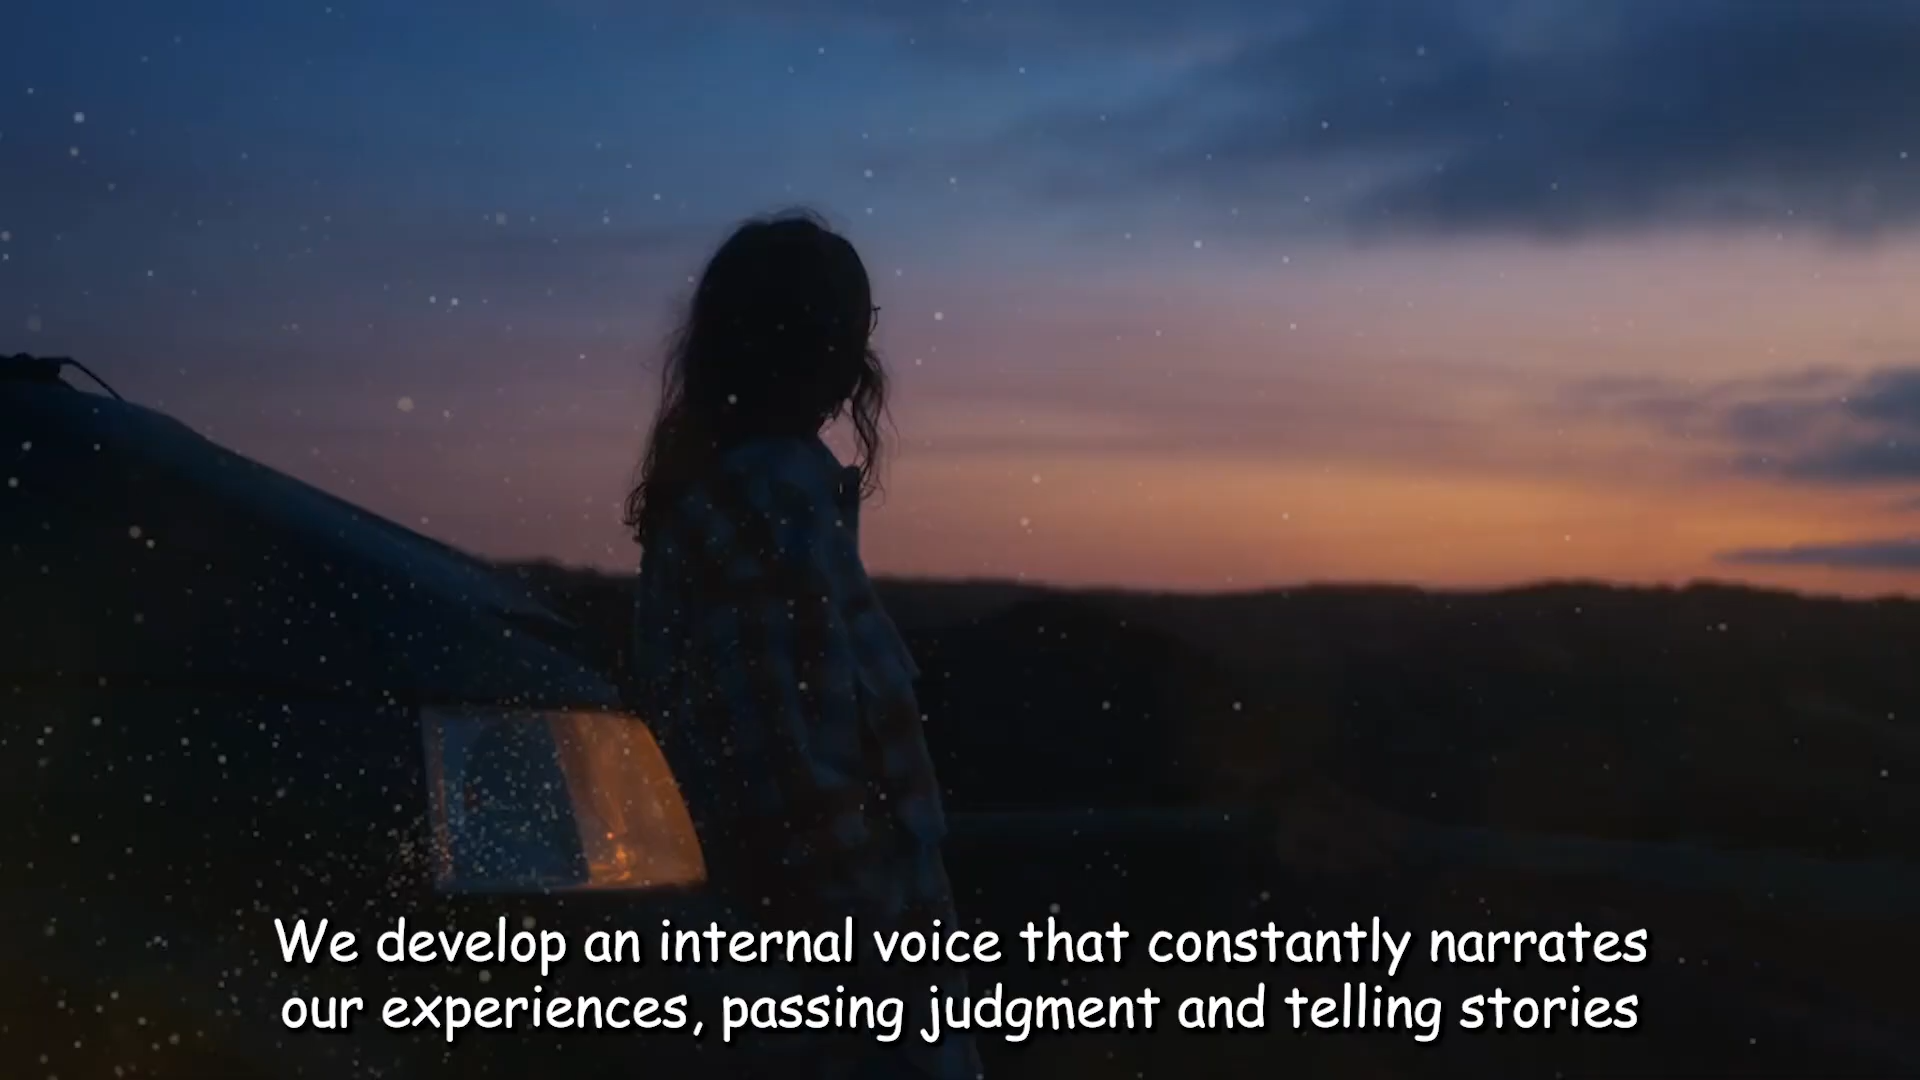 We develop an internal voice that constantly narrates
our experiences, passing judgment and telling stories